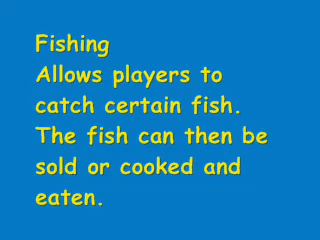 Fishing
Allows players to
catch certain fish.
The fish can then be
sold or cooked and
eaten.